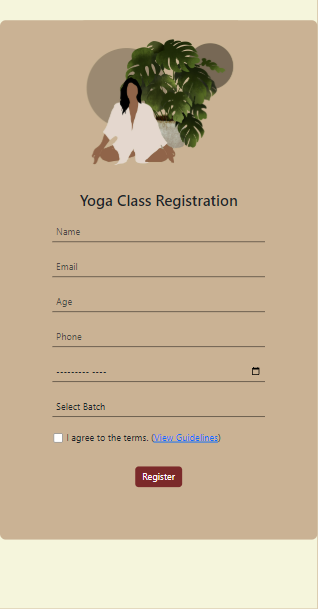 Yoga Class Registration
Name
Email
Age
Phone
--------- ----
Select Batch
I agree to the terms. (View Guidelines)
Register